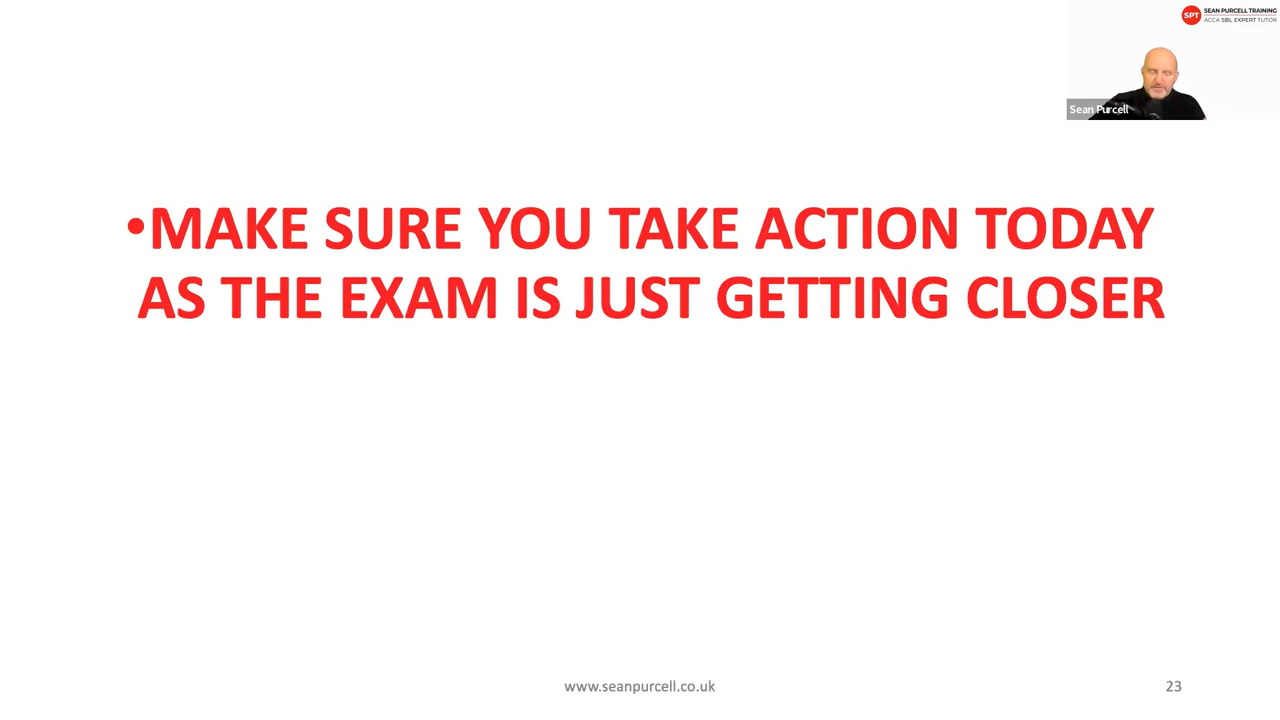 SPT
SEAN PURCELL TRAINING
ACCA SBL EXPERT TUTOR
Sean Purcell
•MAKE SURE YOU TAKE ACTION TODAY
AS THE EXAM IS JUST GETTING CLOSER
www.seanpurcell.co.uk
23